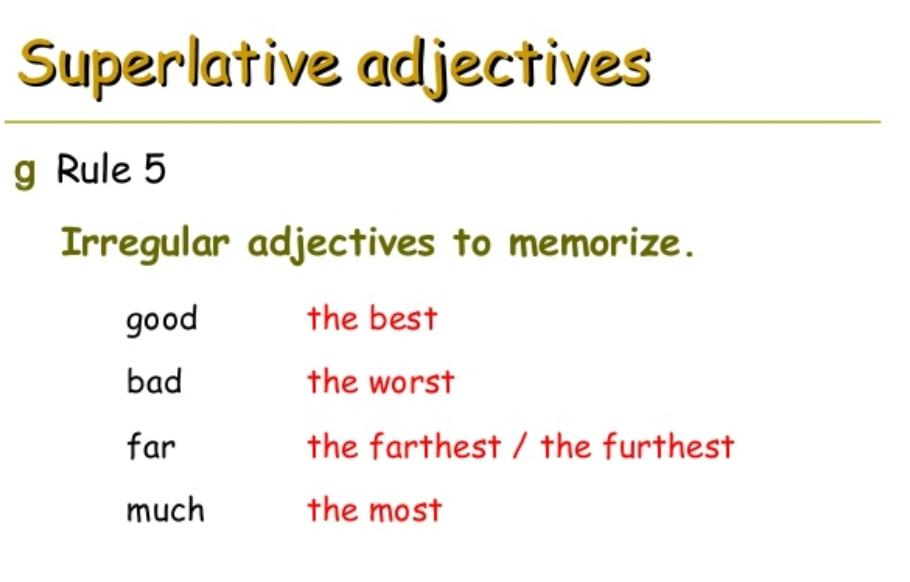 Superlative adjectives
g Rule 5
Irregular adjectives to memorize.
good the best
bad the worst
far the farthest / the furthest
much the most